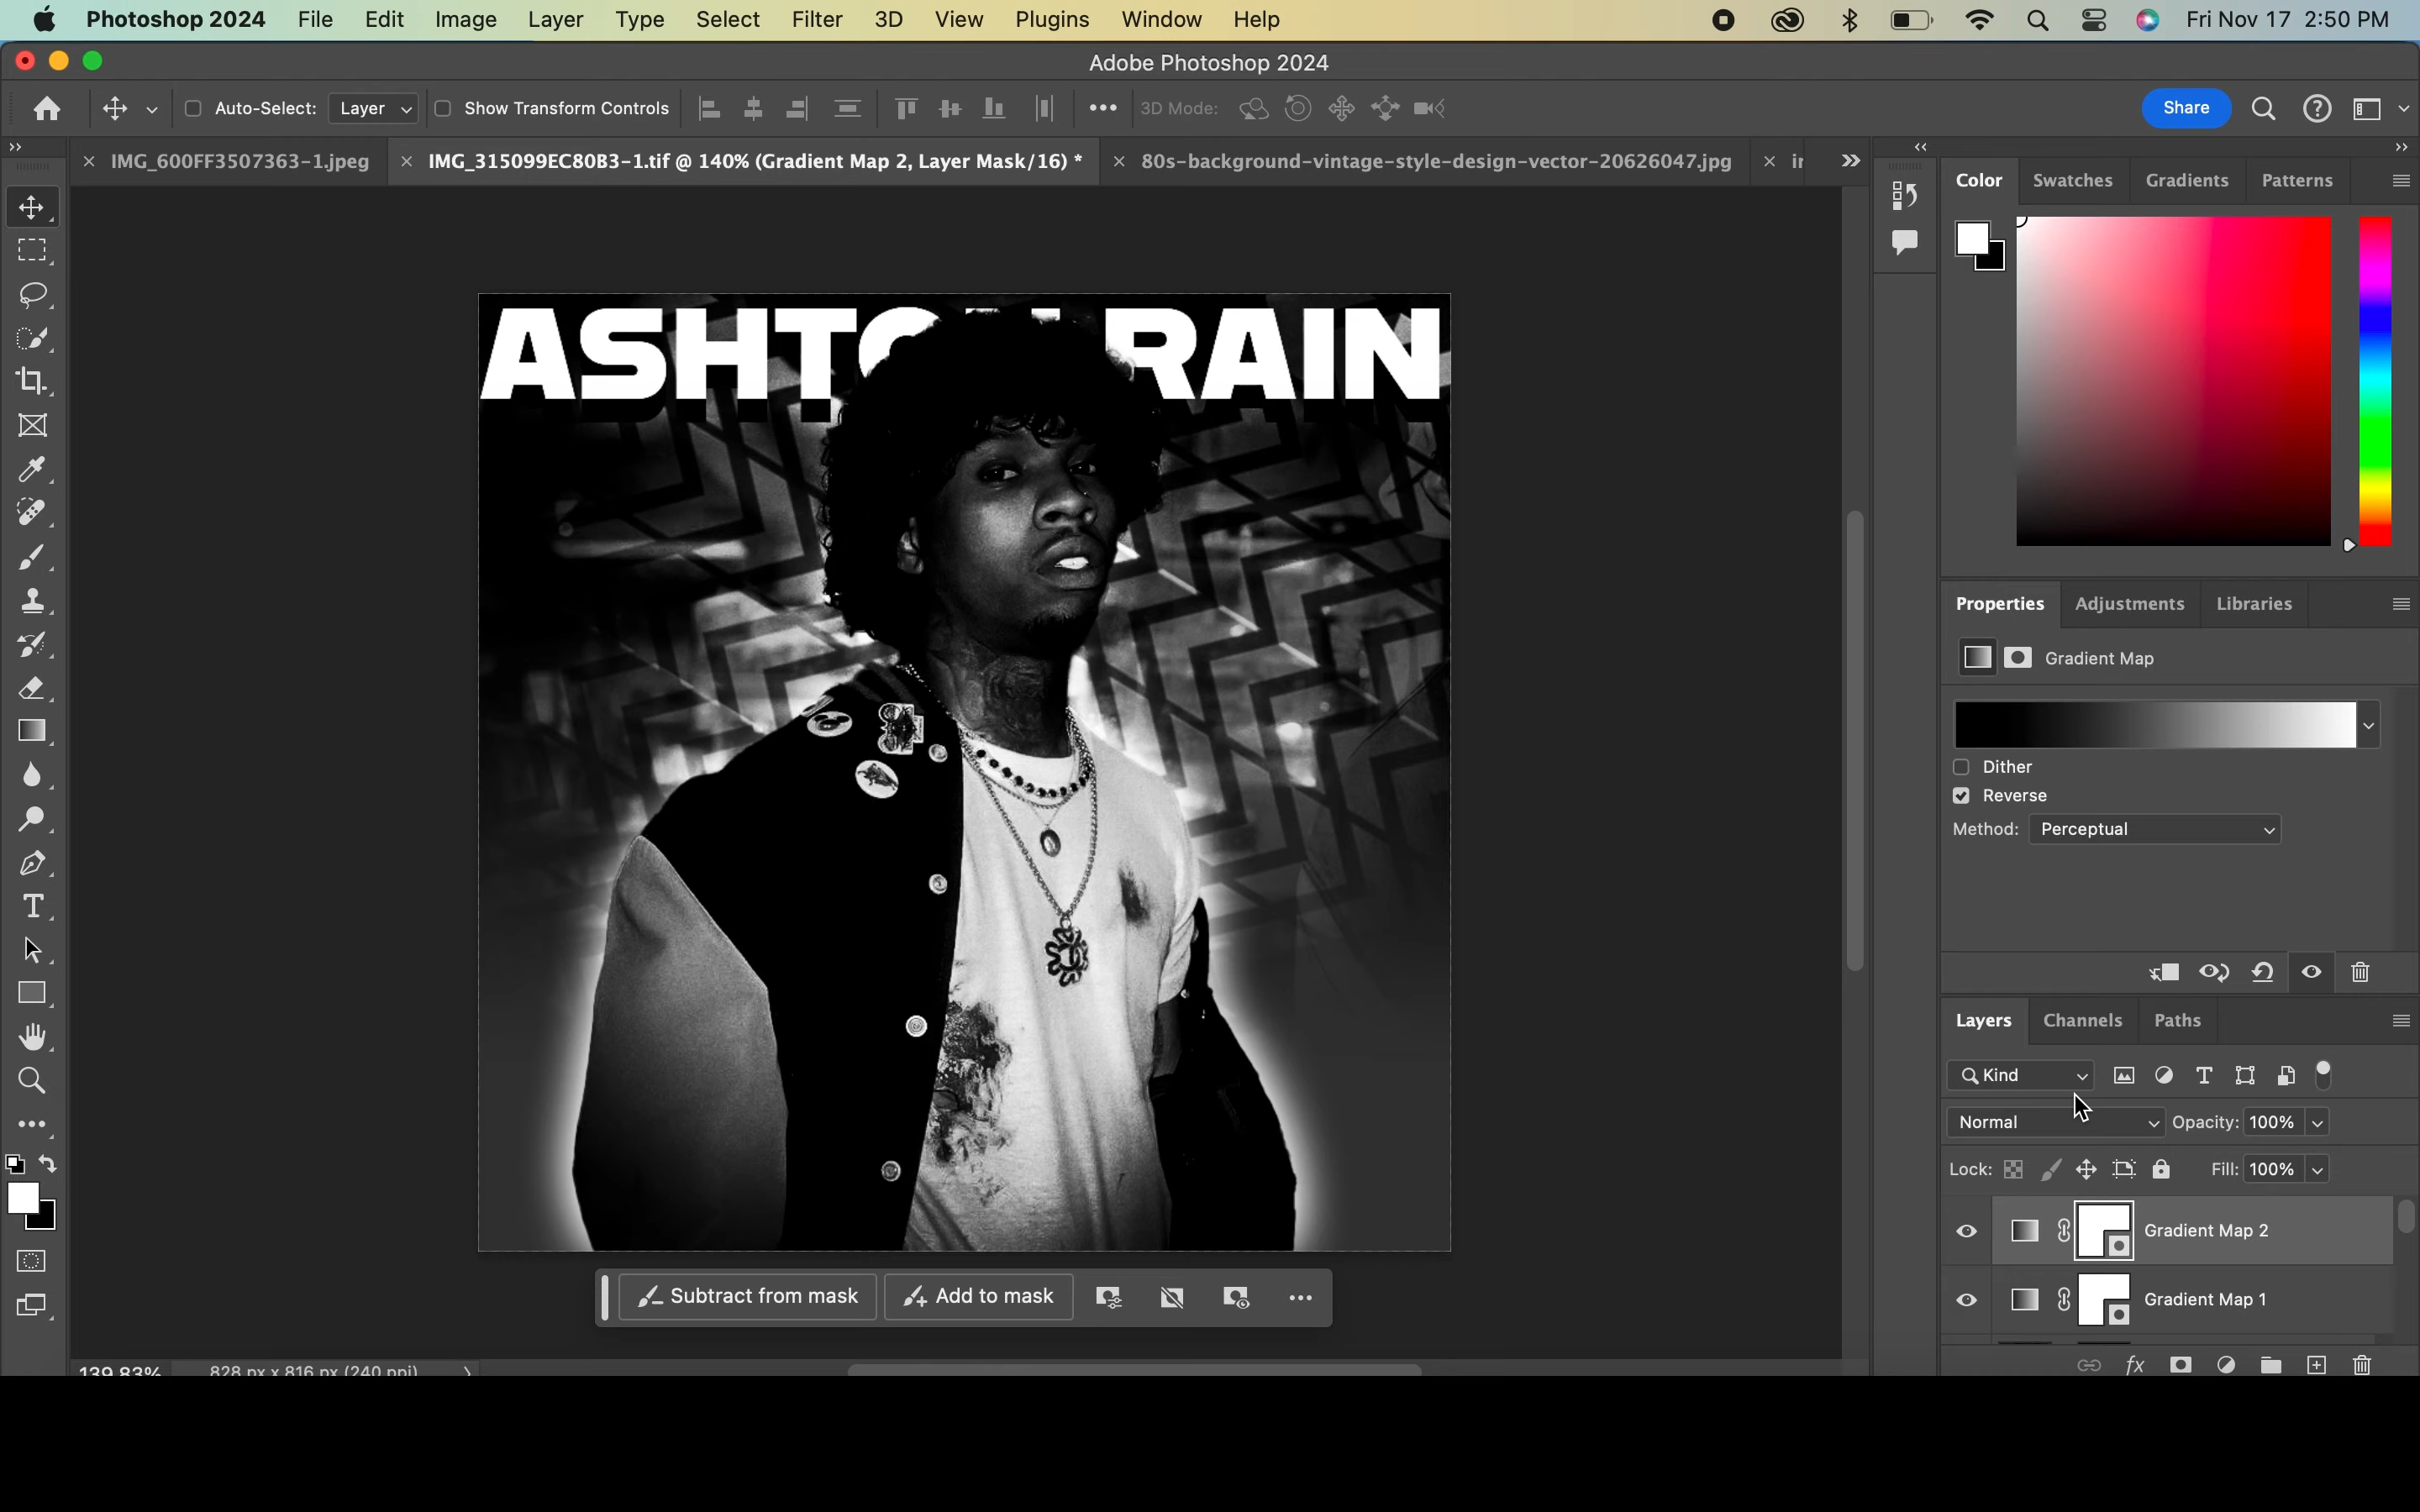 Photoshop 2024 File Edit Image Layer Type Select Filter 3D View Plugins Window Help Fri Nov 17 2:50 PM
Adobe Photoshop 2024
Auto-Select: Layer Show Transform Controls 3D Mode: Share
IMG_600FF3507363-1.jpeg IMG_315099EC80B3-1.tif @ 140% (Gradient Map 2, Layer Mask/16) * 80s-background-vintage-style-design-vector-20626047.jpg
Color Swatches Gradients Patterns
ASHTON RAIN
Properties Adjustments Libraries
Gradient Map
Dither
Reverse
Method: Perceptual
Layers Channels Paths
Kind
Normal Opacity: 100%
Lock: Fill: 100%
Gradient Map 2
Gradient Map 1
Subtract from mask Add to mask
139.83% 828 px x 816 px (240 ppi)